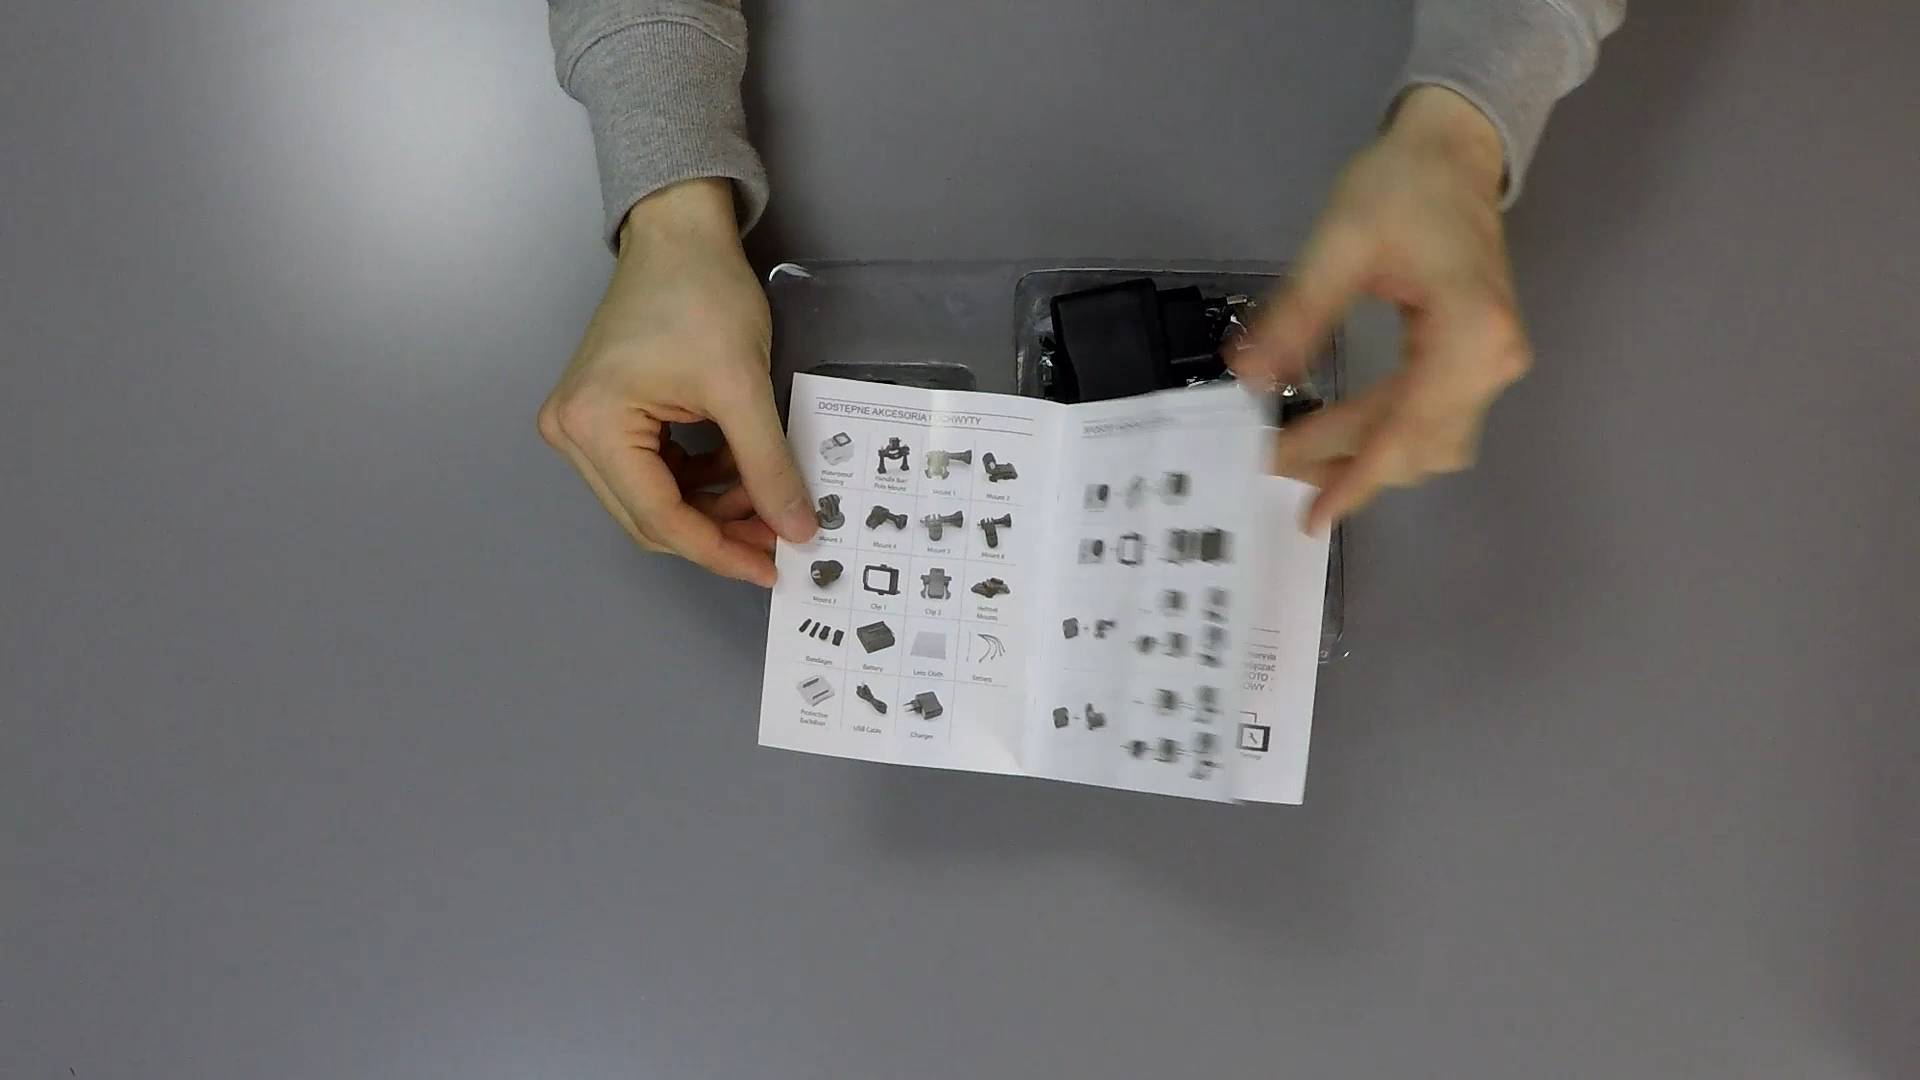 DOSTĘPNE AKCESORIA I UCHWYTY
Waterproof
Housing
Handle Bar/
Pole Mount
Mount 1
Mount 2
Mount 3
Mount 4
Mount 5
Mount 6
Mount 7
Clip 1
Clip 2
Helmet
Mounts
Bandages
Battery
Lens Cloth
Tethers
Protective
Backdoor
USB Cable
Charger
OWY